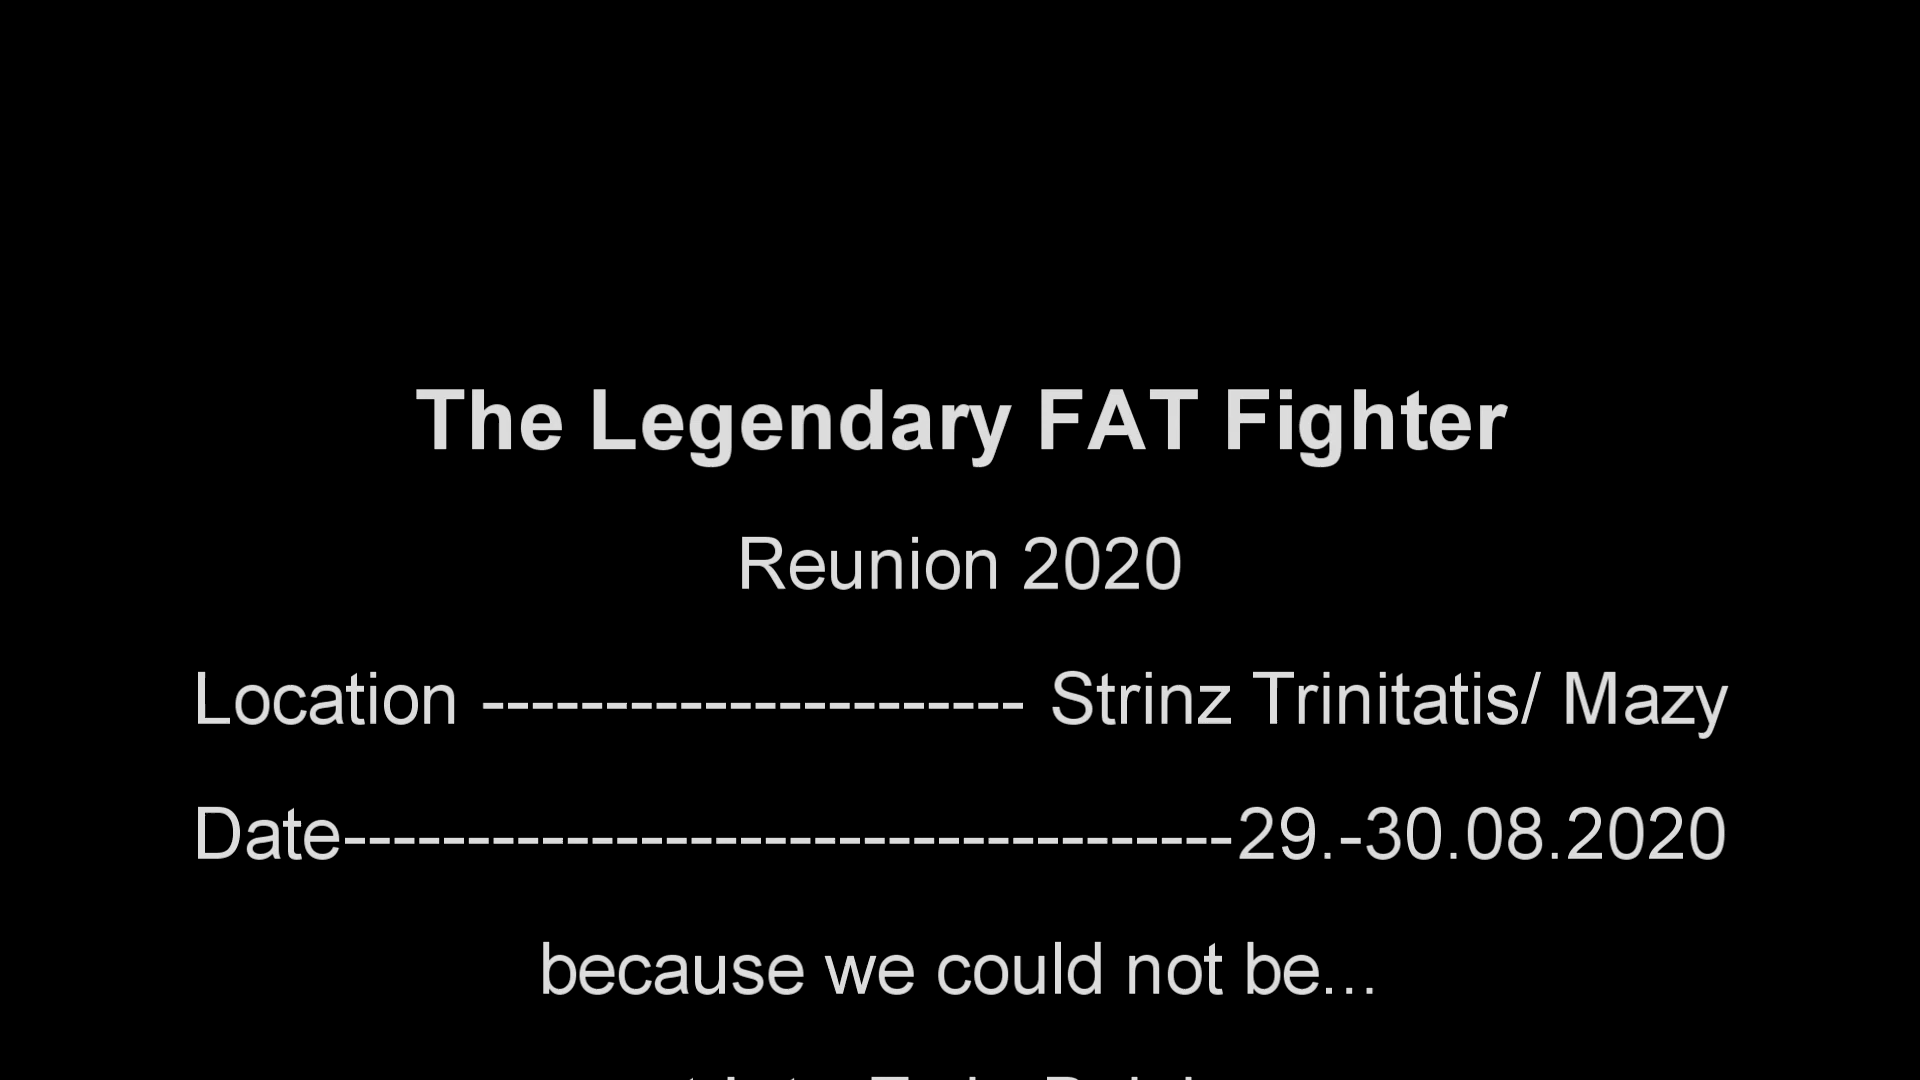 The Legendary FAT Fighter
Reunion 2020
Location ---------------------- Strinz Trinitatis/ Mazy
Date------------------------------------29.-30.08.2020
because we could not be...